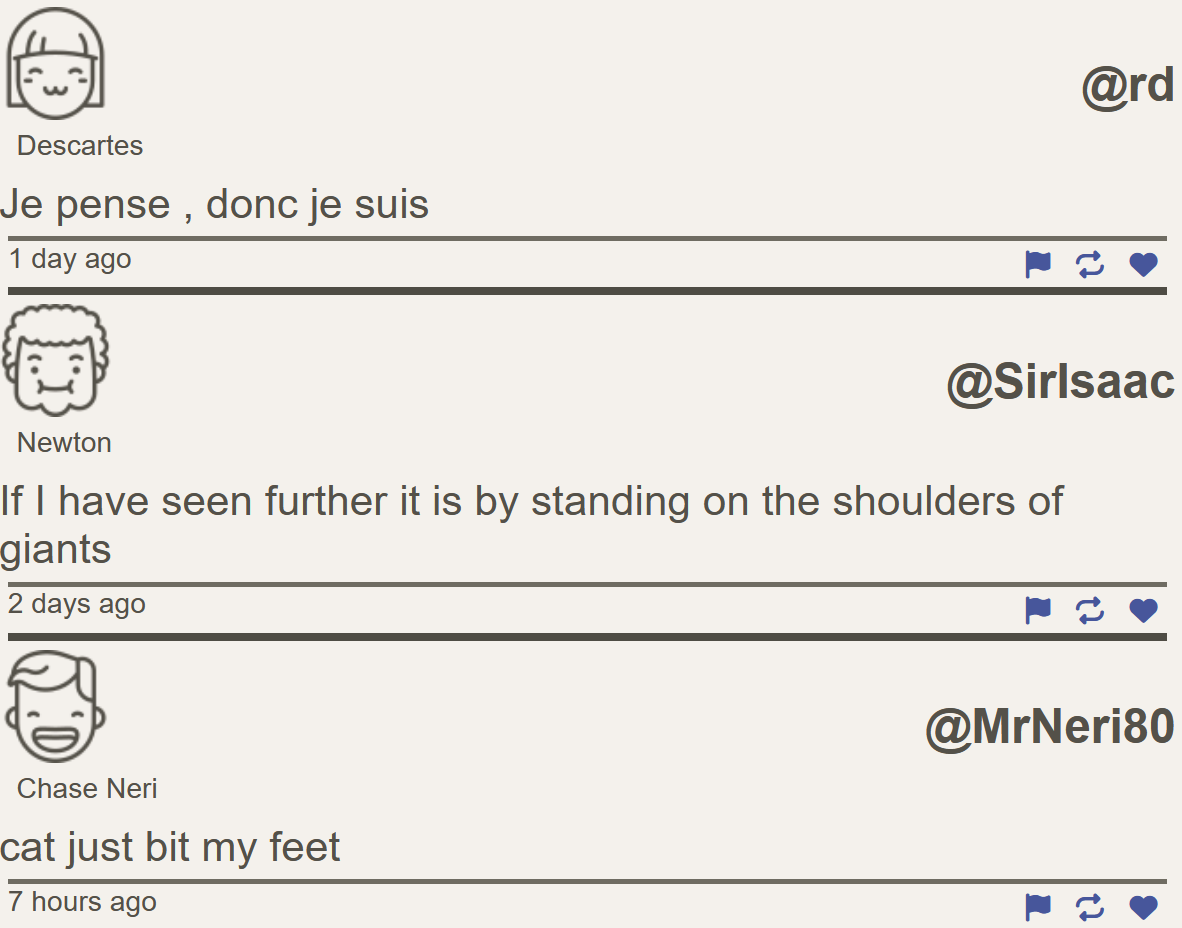 @rd
Descartes
Je pense , donc je suis
1 day ago
@SirIsaac
Newton
If I have seen further it is by standing on the shoulders of
giants
2 days ago
@MrNeri80
Chase Neri
cat just bit my feet
7 hours ago